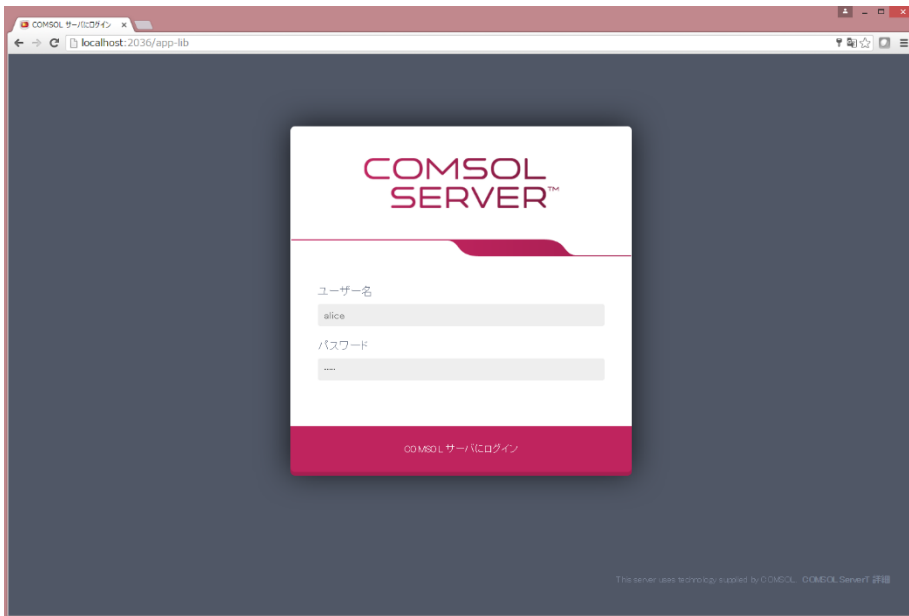 COMSOL サーバにログイン
localhost:2036/app-lib
COMSOL
SERVER™
ユーザー名
alice
パスワード
COMSOL サーバにログイン
This server uses technology supplied by COMSOL. COMSOL ServerT 詳細